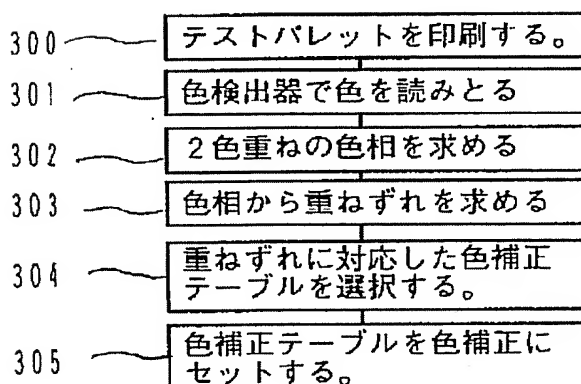 300 テストパレットを印刷する。
301 色検出器で色を読みとる
302 2色重ねの色相を求める
303 色相から重ねずれを求める
304 重ねずれに対応した色補正
テーブルを選択する。
305 色補正テーブルを色補正に
セットする。